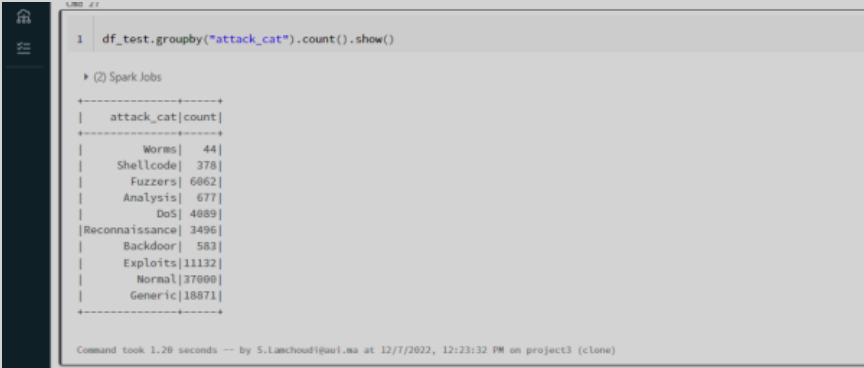 Cmd 27
1 df_test.groupby("attack_cat").count().show()
(2) Spark Jobs
+--------------+-----+
|    attack_cat|count|
+--------------+-----+
|         Worms|   44|
|     Shellcode|  378|
|       Fuzzers| 6062|
|      Analysis|  677|
|           DoS| 4089|
|Reconnaissance| 3496|
|      Backdoor|  583|
|      Exploits|11132|
|        Normal|37000|
|       Generic|18871|
+--------------+-----+
Command took 1.20 seconds -- by S.Lamchoudi@aui.ma at 12/7/2022, 12:23:32 PM on project3 (clone)